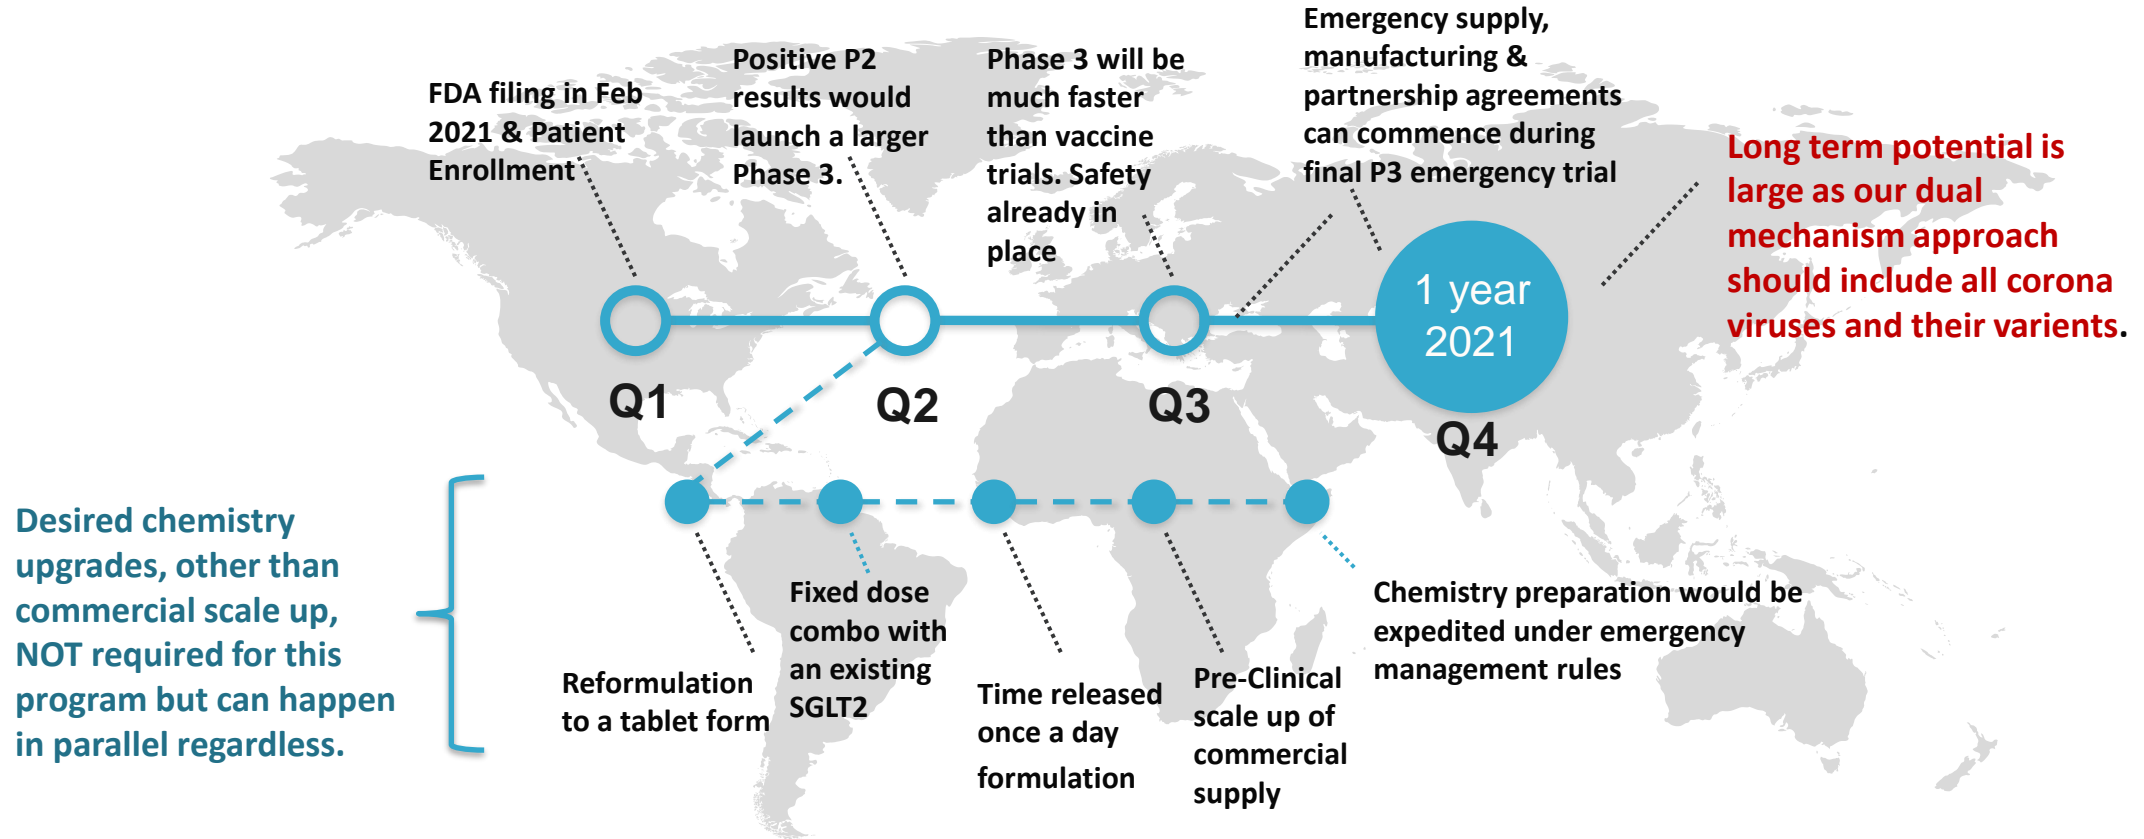 FDA filing in Feb
2021 & Patient
Enrollment
Positive P2
results would
launch a larger
Phase 3.
Phase 3 will be
much faster
than vaccine
trials. Safety
already in
place
Emergency supply,
manufacturing &
partnership agreements
can commence during
final P3 emergency trial
Long term potential is
large as our dual
mechanism approach
should include all corona
viruses and their varients.
1 year
2021
Q1
Q2
Q3
Q4
Desired chemistry
upgrades, other than
commercial scale up,
NOT required for this
program but can happen
in parallel regardless.
Reformulation
to a tablet form
Fixed dose
combo with
an existing
SGLT2
Time released
once a day
formulation
Pre-Clinical
scale up of
commercial
supply
Chemistry preparation would be
expedited under emergency
management rules